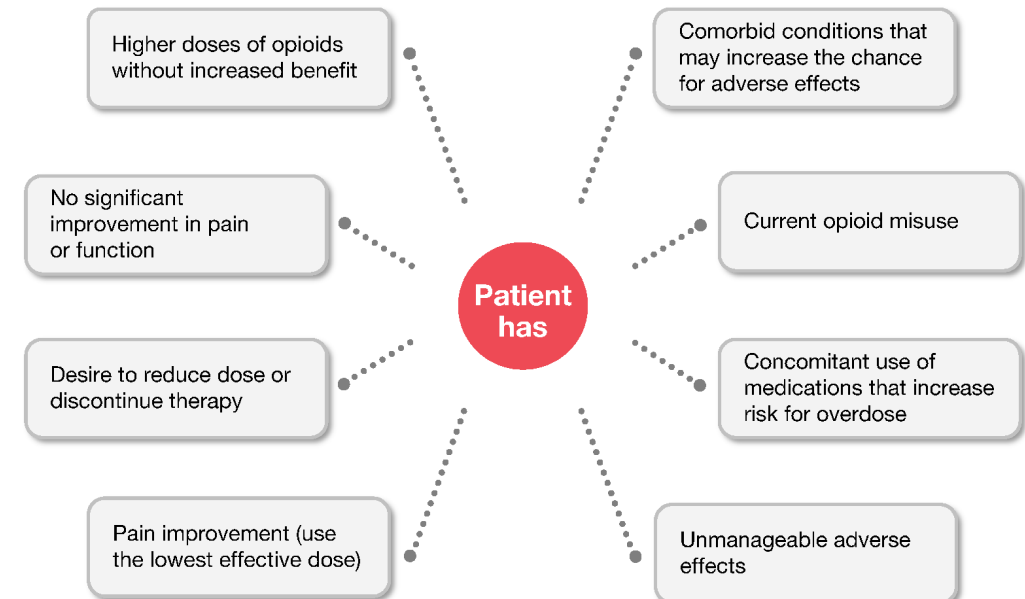 Higher doses of opioids
without increased benefit
Comorbid conditions that
may increase the chance
for adverse effects
No significant
improvement in pain
or function
Current opioid misuse
Patient
has
Desire to reduce dose or
discontinue therapy
Concomitant use of
medications that increase
risk for overdose
Pain improvement (use
the lowest effective dose)
Unmanageable adverse
effects